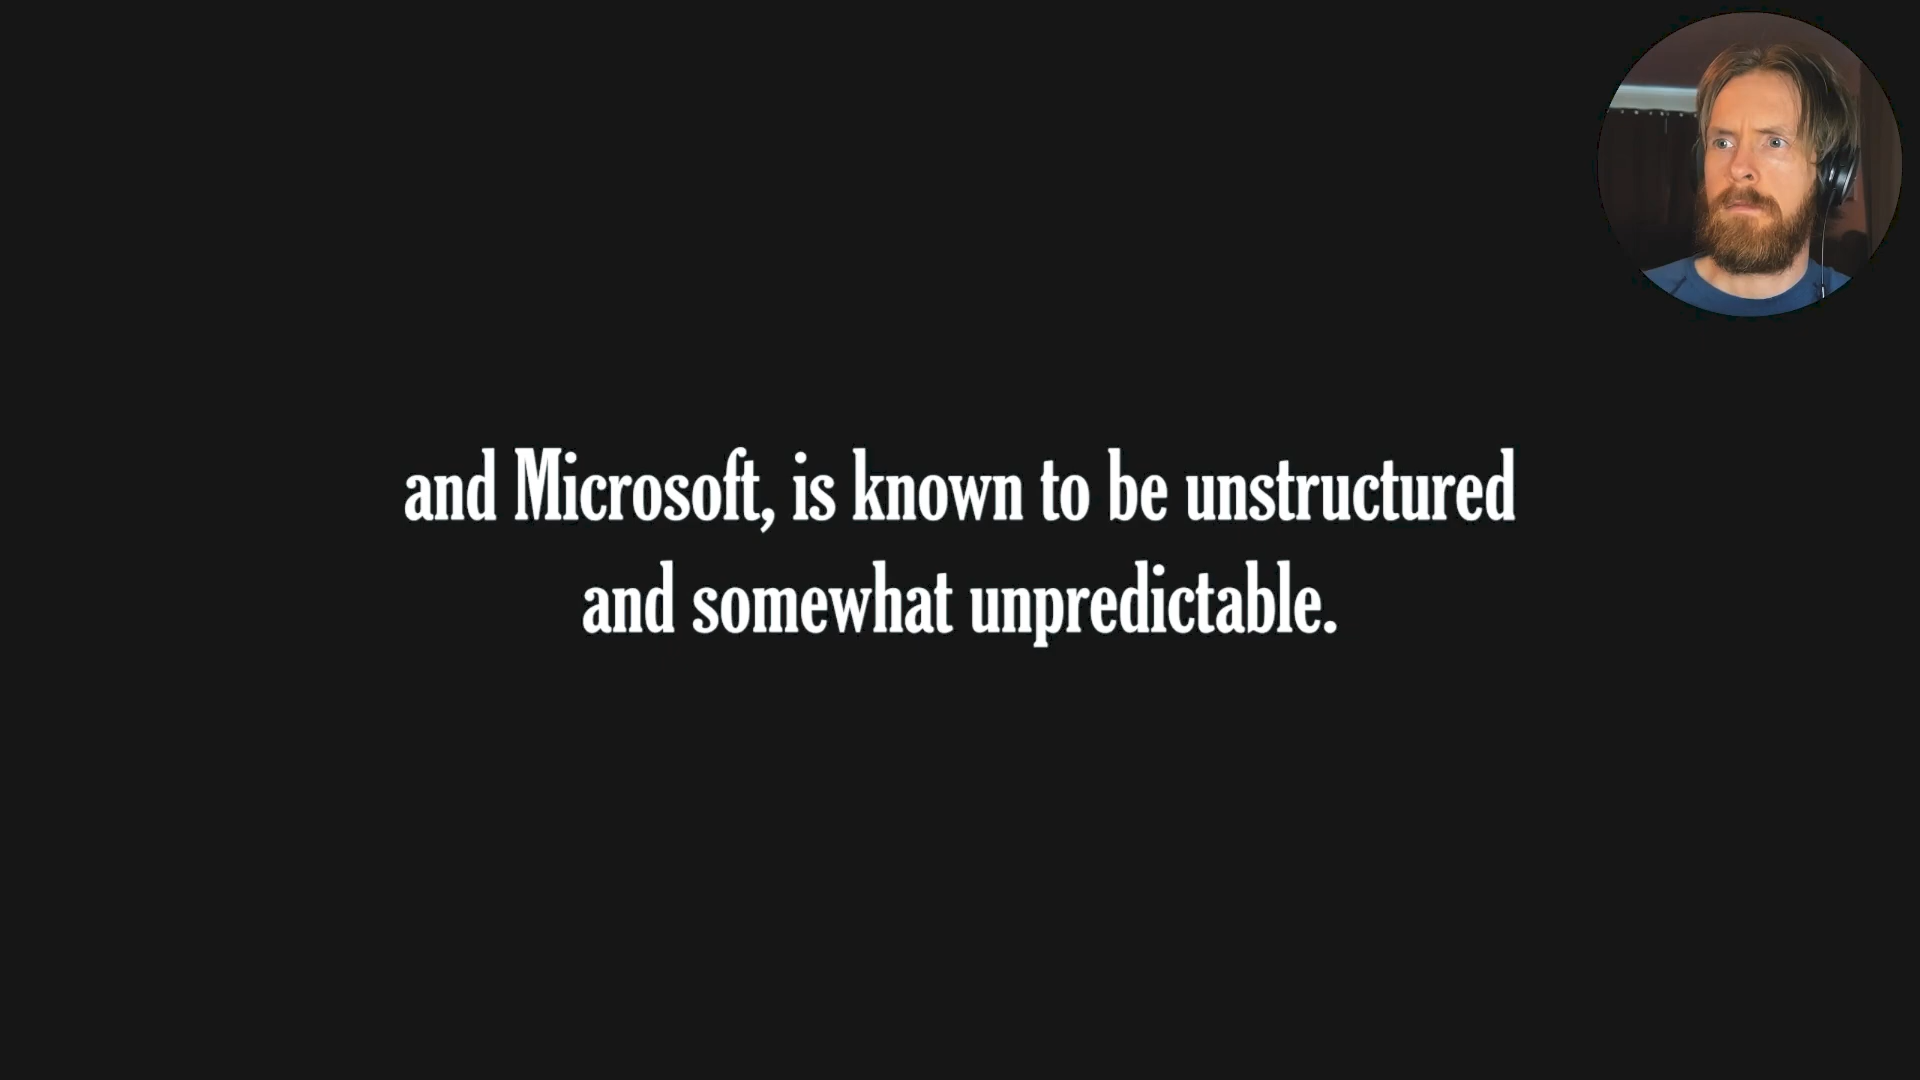 and Microsoft, is known to be unstructured
and somewhat unpredictable.